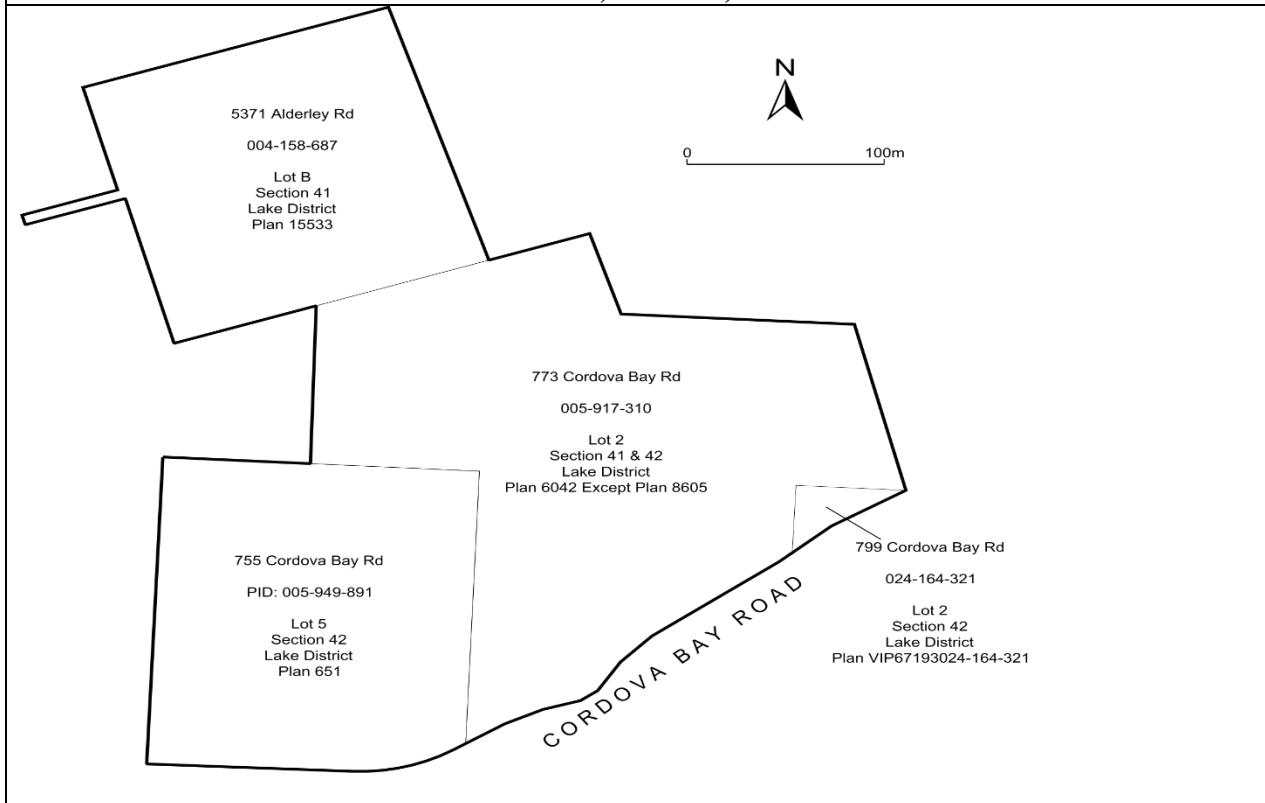 5371 Alderley Rd
004-158-687
Lot B
Section 41
Lake District
Plan 15533
N
0 100m
773 Cordova Bay Rd
005-917-310
Lot 2
Section 41 & 42
Lake District
Plan 6042 Except Plan 8605
755 Cordova Bay Rd
PID: 005-949-891
Lot 5
Section 42
Lake District
Plan 651
799 Cordova Bay Rd
024-164-321
Lot 2
Section 42
Lake District
Plan VIP67193024-164-321
CORDOVA BAY ROAD